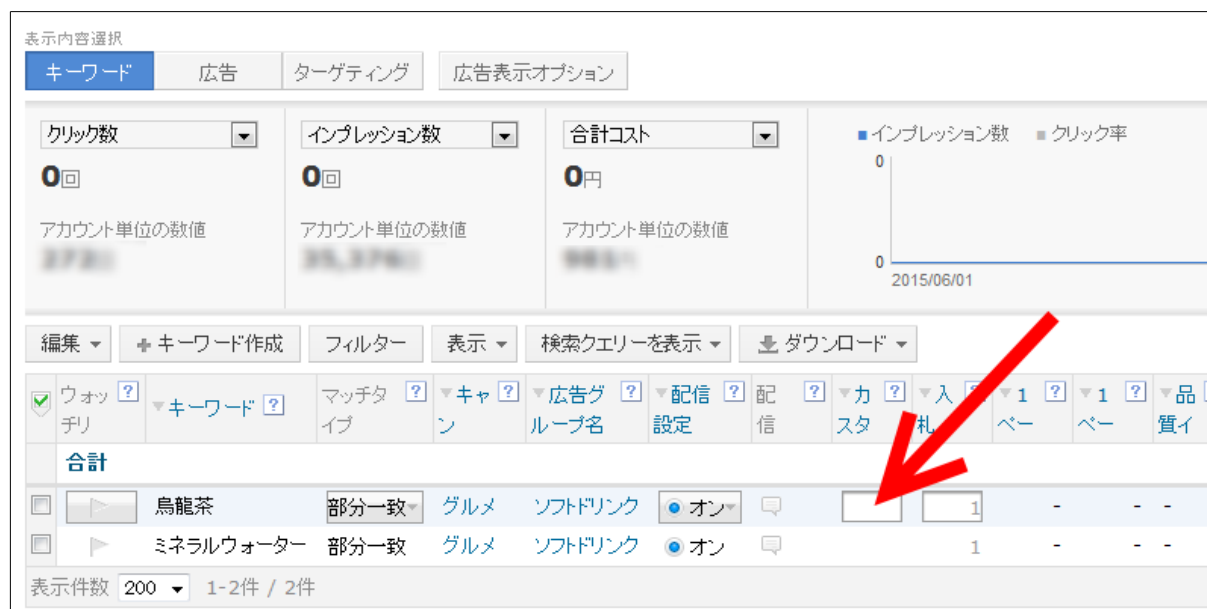 表示内容選択
キーワード 広告 ターゲティング 広告表示オプション
クリック数 インプレッション数 合計コスト インプレッション数 クリック率
0回 0回 0円 0
アカウント単位の数値 アカウント単位の数値 アカウント単位の数値
0
2015/06/01
編集 キーワード作成 フィルター 表示 検索クエリーを表示 ダウンロード
ウォッ ? キーワード ? マッチタ ? キャ ? 広告グ ? 配信 ? 配 ? カ ? 入 1 ? 1 ? 品
チリ イプ ン ループ名 設定 信 スタ 札 ペー ペー 質イ
合計
烏龍茶 部分一致 グルメ ソフトドリンク オン 1 - - -
ミネラルウォーター 部分一致 グルメ ソフトドリンク オン 1 - - -
表示件数 200 1-2件 / 2件